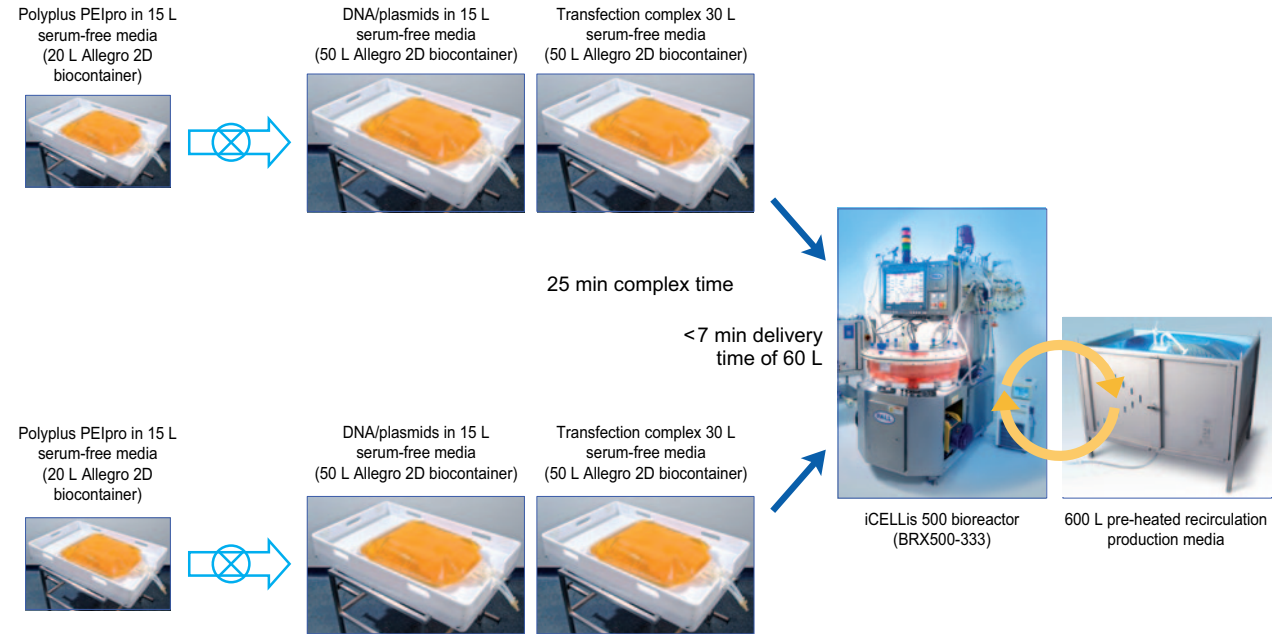 Polyplus PEIpro in 15 L
serum-free media
(20 L Allegro 2D
biocontainer)
DNA/plasmids in 15 L
serum-free media
(50 L Allegro 2D biocontainer)
Transfection complex 30 L
serum-free media
(50 L Allegro 2D biocontainer)
25 min complex time
<7 min delivery
time of 60 L
Polyplus PEIpro in 15 L
serum-free media
(20 L Allegro 2D
biocontainer)
DNA/plasmids in 15 L
serum-free media
(50 L Allegro 2D biocontainer)
Transfection complex 30 L
serum-free media
(50 L Allegro 2D biocontainer)
PALL
iCELLis 500 bioreactor
(BRX500-333)
600 L pre-heated recirculation
production media